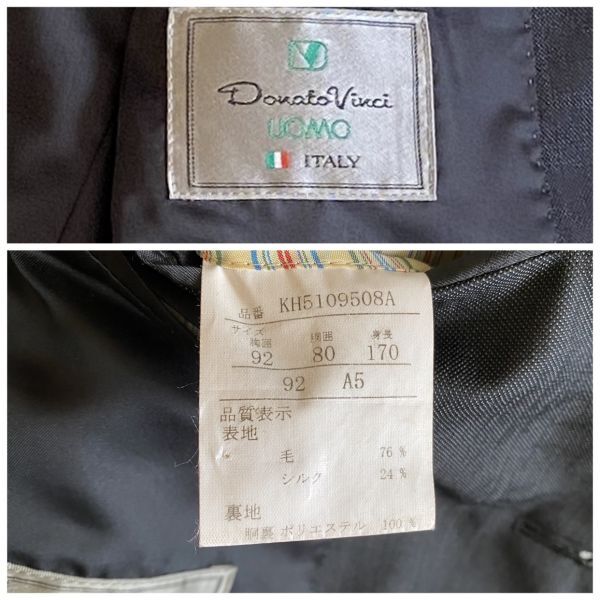 Donato Vinci
UOMO
ITALY
品番 KH5109508A
サイズ
胸囲 胴囲 身長
92 80 170
92 A5
品質表示
表地
毛 76 %
シルク 24 %
裏地
胴裏 ポリエステル 100 %